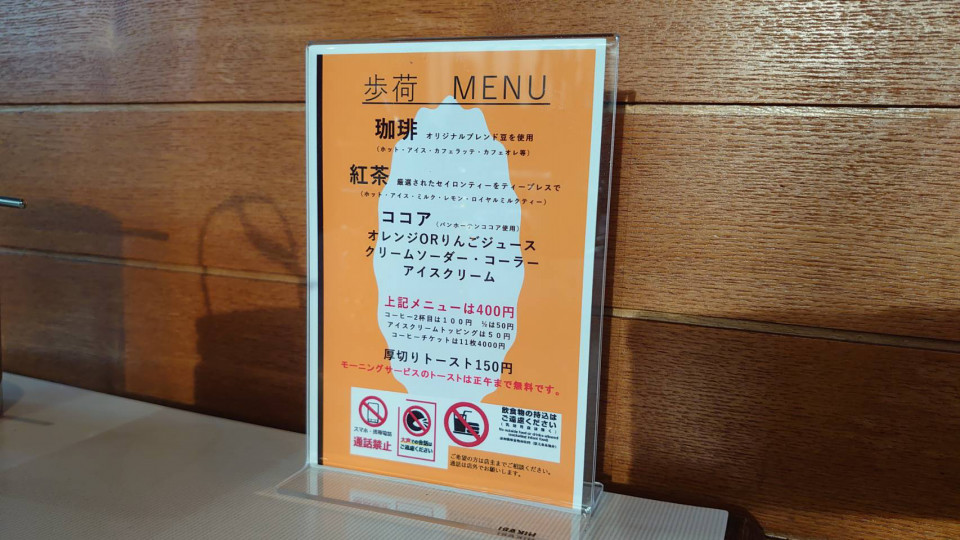 歩荷 MENU
珈琲 オリジナルブレンド豆を使用
(ホット・アイス・カフェラッテ・カフェオレ等)
紅茶 厳選されたセイロンティーをティープレスで
(ホット・アイス・ミルク・レモン・ロイヤルミルクティー)
ココア (バンホーテンココア使用)
オレンジORりんごジュース
クリームソーダー・コーラー
アイスクリーム
上記メニューは400円
コーヒー2杯目は100円 ½は50円
アイスクリームトッピングは50円
コーヒーチケットは11枚4000円
厚切りトースト150円
モーニングサービスのトーストは正午まで無料です。
スマホ・携帯電話
通話禁止
大声での会話は
ご遠慮ください
飲食物の持込は
ご遠慮ください
ご希望の方は店主までご相談ください。
通話は店外でお願いします。